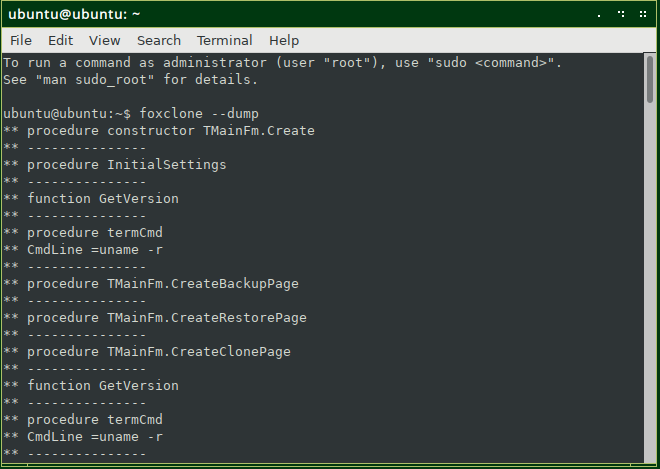 ubuntu@ubuntu: ~
File Edit View Search Terminal Help
To run a command as administrator (user "root"), use "sudo <command>".
See "man sudo_root" for details.
ubuntu@ubuntu:~$ foxclone --dump
** procedure constructor TMainFm.Create
** ---------------
** procedure InitialSettings
** ---------------
** function GetVersion
** ---------------
** procedure termCmd
** CmdLine =uname -r
** ---------------
** procedure TMainFm.CreateBackupPage
** ---------------
** procedure TMainFm.CreateRestorePage
** ---------------
** procedure TMainFm.CreateClonePage
** ---------------
** function GetVersion
** ---------------
** procedure termCmd
** CmdLine =uname -r
** ---------------